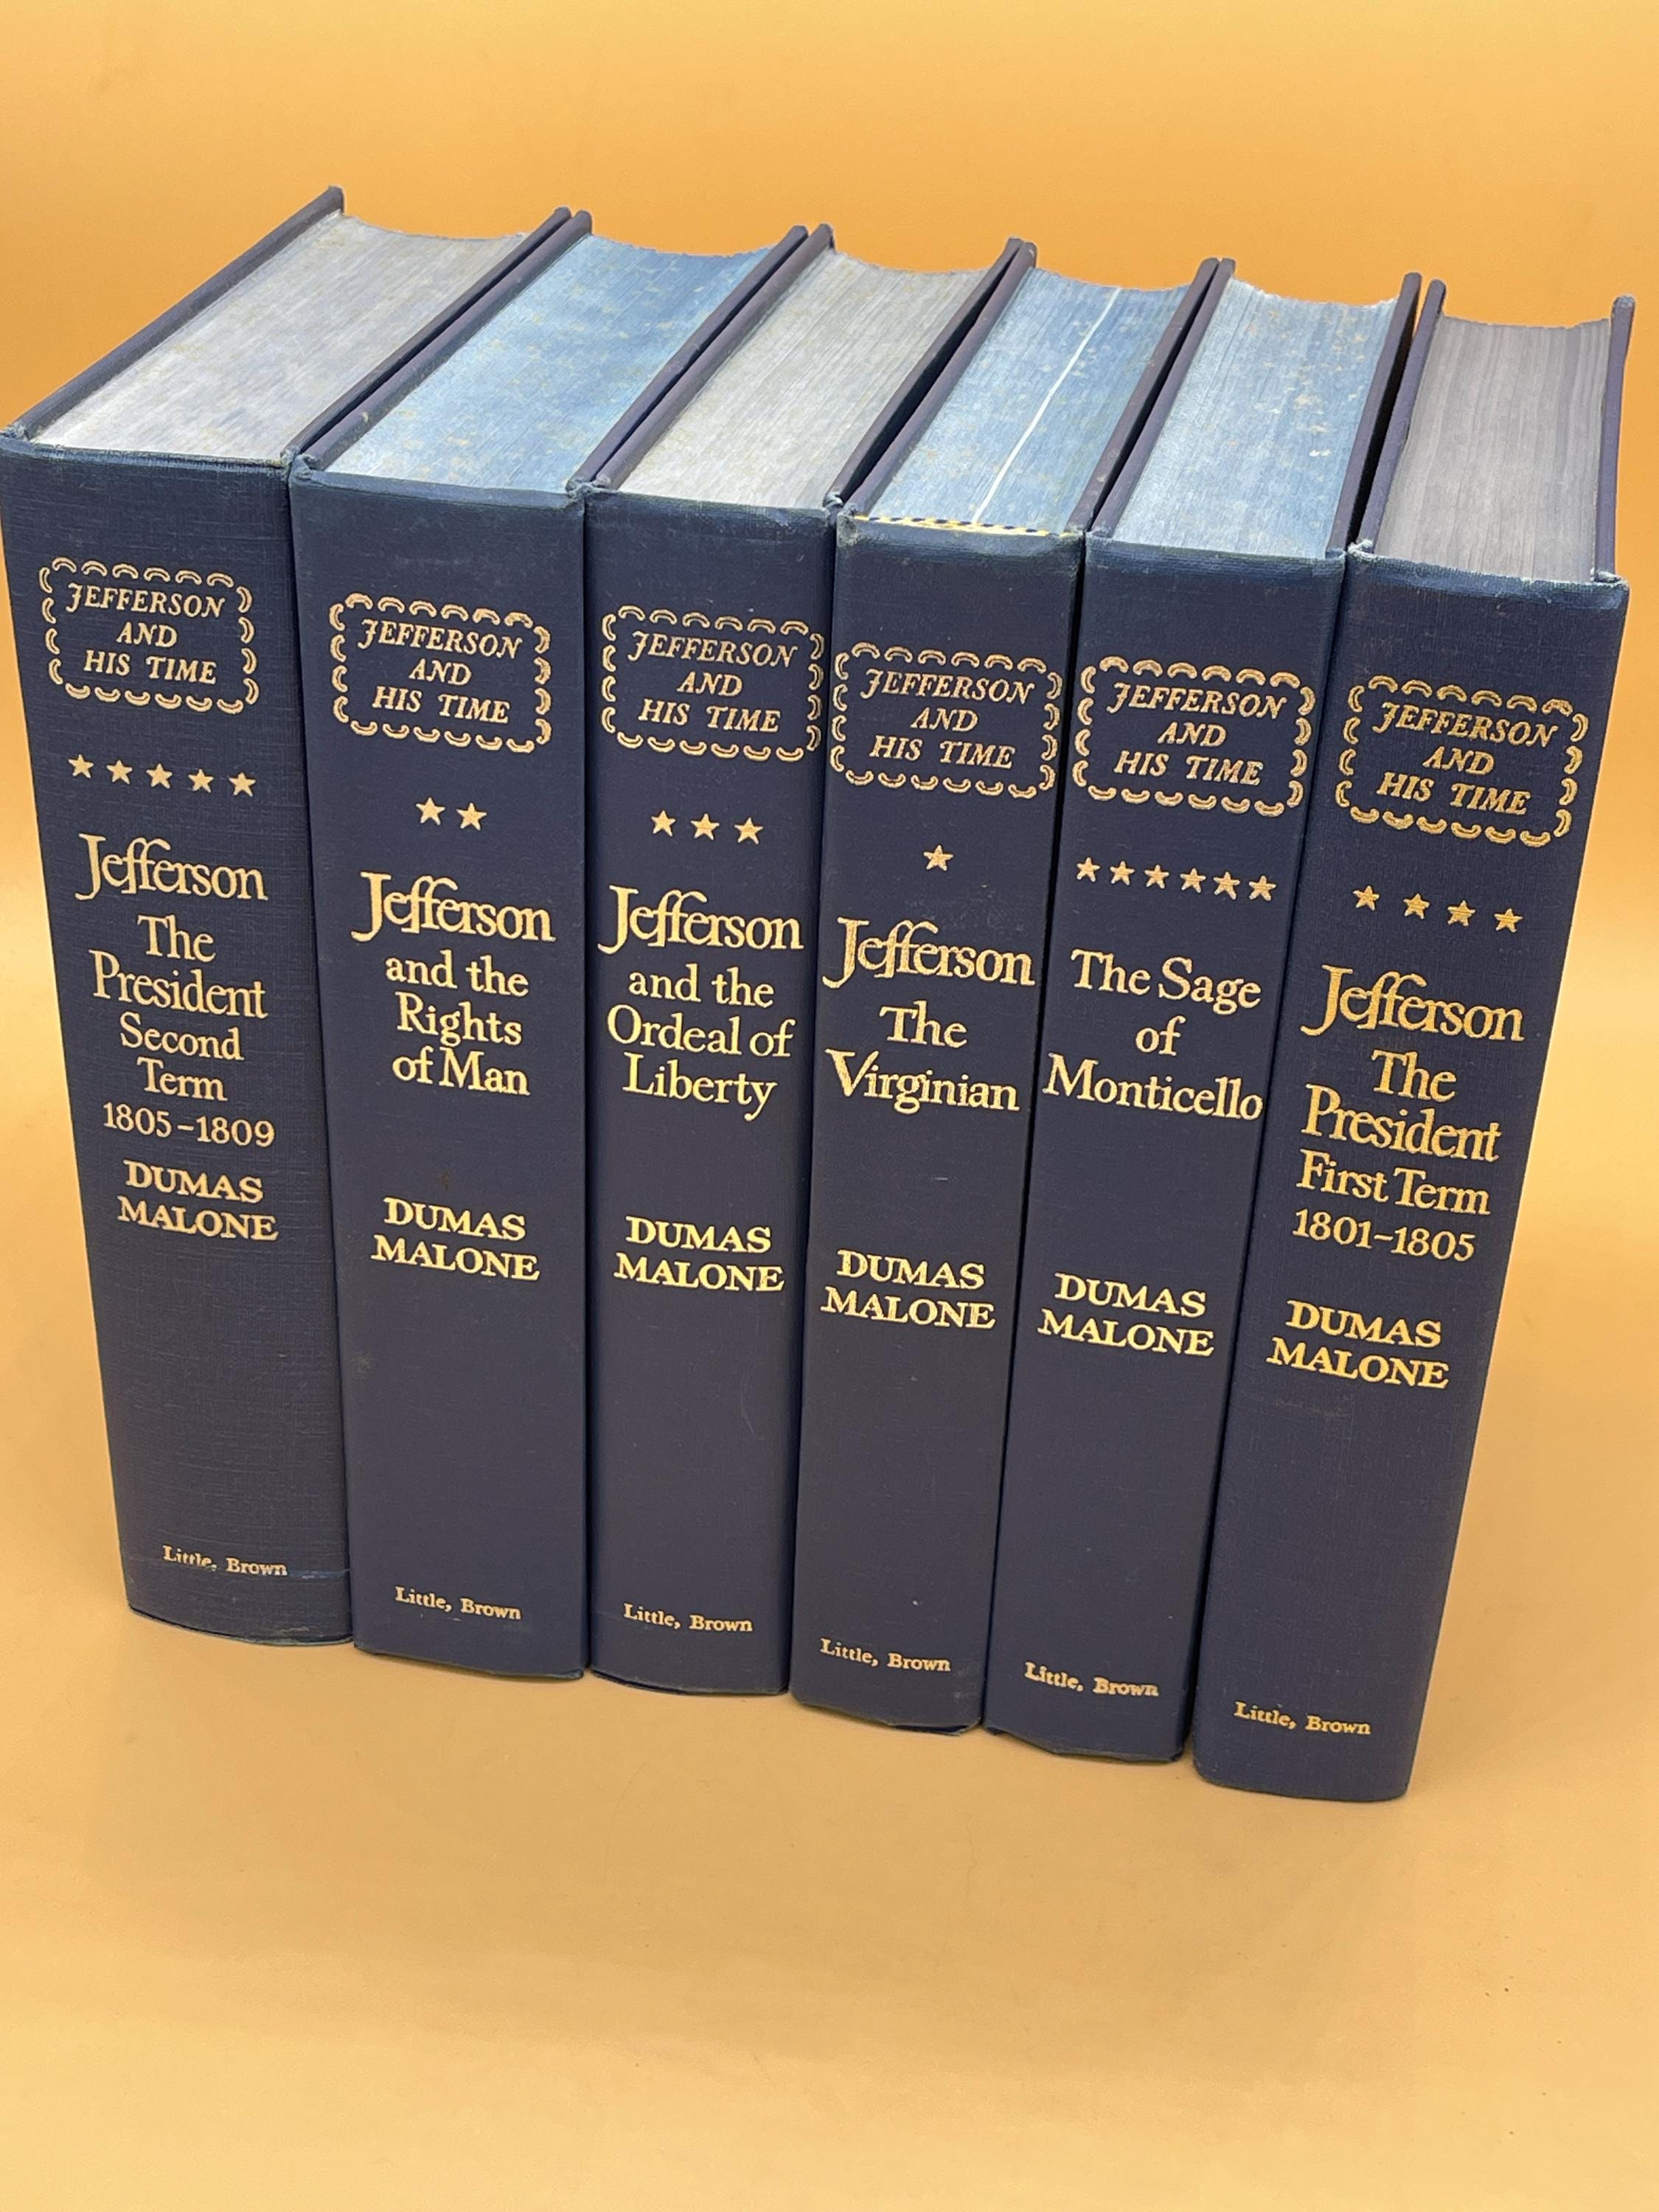 JEFFERSON
AND
HIS TIME
Jefferson
The
President
Second
Term
1805-1809
DUMAS
MALONE
Little, Brown
JEFFERSON
AND
HIS TIME
Jefferson
and the
Rights
of Man
DUMAS
MALONE
Little, Brown
JEFFERSON
AND
HIS TIME
Jefferson
and the
Ordeal of
Liberty
DUMAS
MALONE
Little, Brown
JEFFERSON
AND
HIS TIME
Jefferson
The
Virginian
DUMAS
MALONE
Little, Brown
JEFFERSON
AND
HIS TIME
The Sage
of
Monticello
DUMAS
MALONE
Little, Brown
JEFFERSON
AND
HIS TIME
Jefferson
The
President
First Term
1801-1805
DUMAS
MALONE
Little, Brown